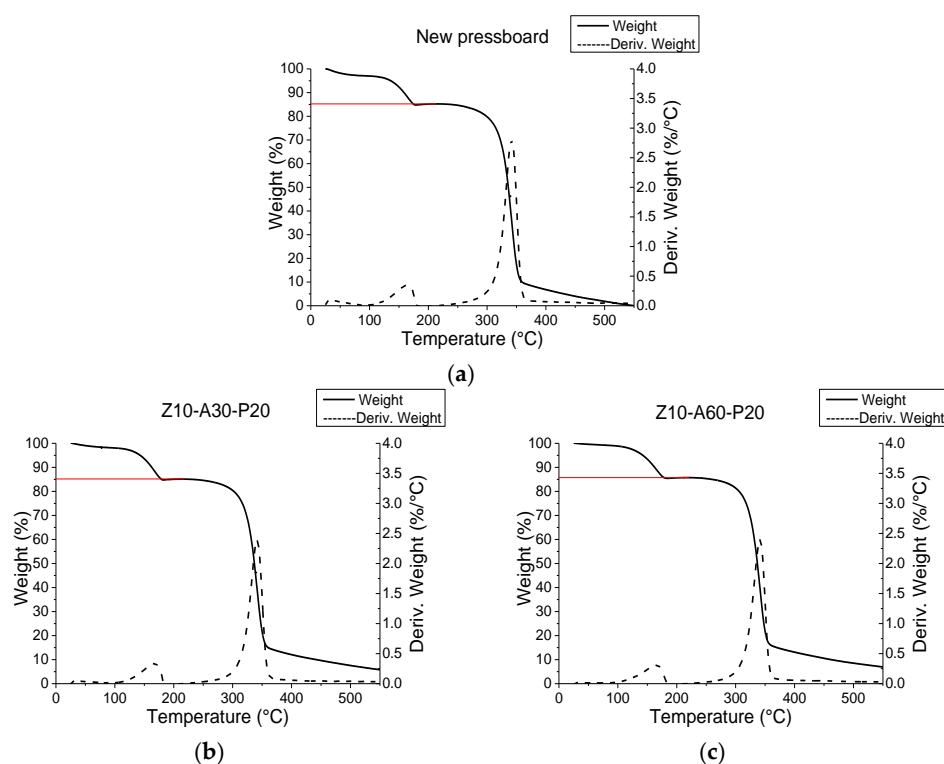 New pressboard
Weight
Deriv. Weight
100
90
80
70
60
50
40
30
20
10
0
4.0
3.5
3.0
2.5
2.0
1.5
1.0
0.5
0.0
Weight (%)
Deriv. Weight (%/°C)
0 100 200 300 400 500
Temperature (°C)
(a)
Z10-A30-P20
Weight
Deriv. Weight
100
90
80
70
60
50
40
30
20
10
0
4.0
3.5
3.0
2.5
2.0
1.5
1.0
0.5
0.0
Weight (%)
Deriv. Weight (%/°C)
0 100 200 300 400 500
Temperature (°C)
(b)
Z10-A60-P20
Weight
Deriv. Weight
100
90
80
70
60
50
40
30
20
10
0
4.0
3.5
3.0
2.5
2.0
1.5
1.0
0.5
0.0
Weight (%)
Deriv. Weight (%/°C)
0 100 200 300 400 500
Temperature (°C)
(c)